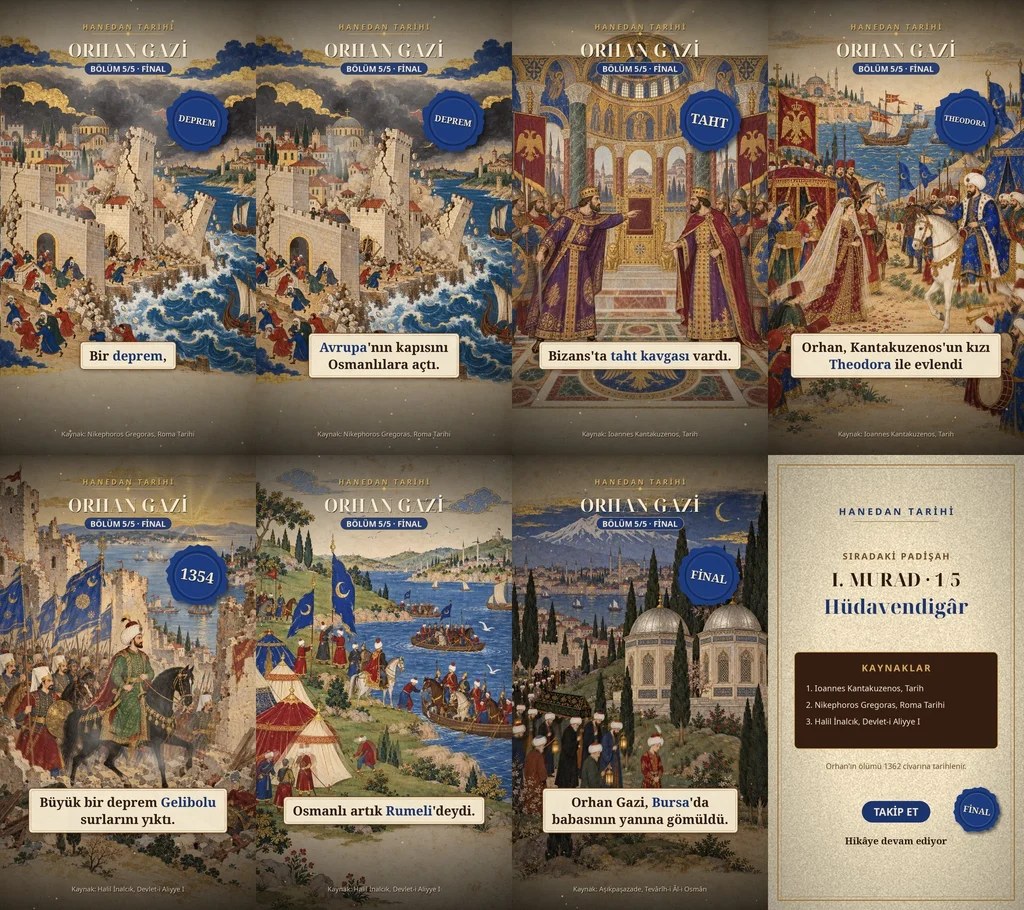 HANEDAN TARİHİ
ORHAN GAZİ
BÖLÜM 5/5 · FİNAL
DEPREM
Bir deprem,
Kaynak: Nikephoros Gregoras, Roma Tarihi
HANEDAN TARİHİ
ORHAN GAZİ
BÖLÜM 5/5 · FİNAL
DEPREM
Avrupa'nın kapısını
Osmanlılara açtı.
Kaynak: Nikephoros Gregoras, Roma Tarihi
HANEDAN TARİHİ
ORHAN GAZİ
BÖLÜM 5/5 · FİNAL
TAHT
Bizans'ta taht kavgası vardı.
Kaynak: Ioannes Kantakuzenos, Tarih
HANEDAN TARİHİ
ORHAN GAZİ
BÖLÜM 5/5 · FİNAL
THEODORA
Orhan, Kantakuzenos'un kızı
Theodora ile evlendi
Kaynak: Ioannes Kantakuzenos, Tarih
HANEDAN TARİHİ
ORHAN GAZİ
BÖLÜM 5/5 · FİNAL
1354
Büyük bir deprem Gelibolu
surlarını yıktı.
Kaynak: Halil İnalcık, Devlet-i Aliyye I
HANEDAN TARİHİ
ORHAN GAZİ
BÖLÜM 5/5 · FİNAL
Osmanlı artık Rumeli'deydi.
Kaynak: Halil İnalcık, Devlet-i Aliyye I
HANEDAN TARİHİ
ORHAN GAZİ
BÖLÜM 5/5 · FİNAL
FİNAL
Orhan Gazi, Bursa'da
babasının yanına gömüldü.
Kaynak: Aşıkpaşazade, Tevârîh-i Âl-i Osmân
HANEDAN TARİHİ
SIRADAKİ PADİŞAH
I. MURAD · 1 5
Hüdavendigâr
KAYNAKLAR
1. Ioannes Kantakuzenos, Tarih
2. Nikephoros Gregoras, Roma Tarihi
3. Halil İnalcık, Devlet-i Aliyye I
Orhan'ın ölümü 1362 civarına tarihlenir.
TAKİP ET
FİNAL
Hikâye devam ediyor